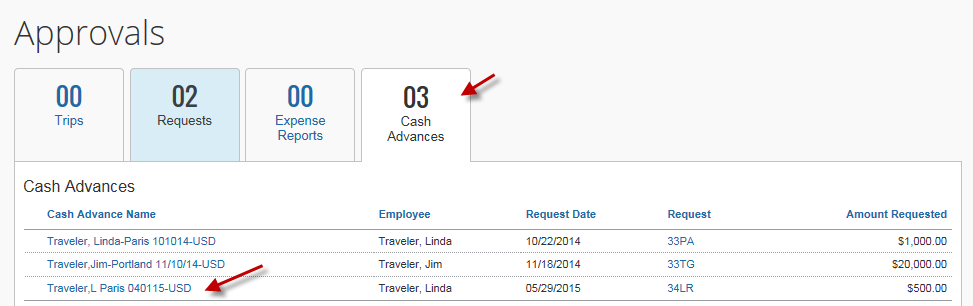 Approvals
00 02 00 03
Trips Requests Expense Reports Cash Advances
Cash Advances
Cash Advance Name Employee Request Date Request Amount Requested
Traveler, Linda-Paris 101014-USD Traveler, Linda 10/22/2014 33PA $1,000.00
Traveler,Jim-Portland 11/10/14-USD Traveler, Jim 11/18/2014 33TG $20,000.00
Traveler,L Paris 040115-USD Traveler, Linda 05/29/2015 34LR $500.00